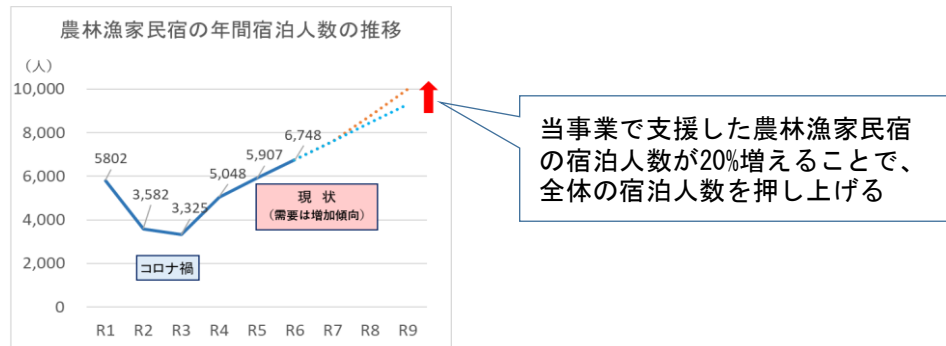 農林漁家民宿の年間宿泊人数の推移
（人）
10,000
8,000
6,000
4,000
2,000
0
5802
3,582
3,325
5,048
5,907
6,748
現 状
（需要は増加傾向）
コロナ禍
R1 R2 R3 R4 R5 R6 R7 R8 R9
当事業で支援した農林漁家民宿
の宿泊人数が20%増えることで、
全体の宿泊人数を押し上げる